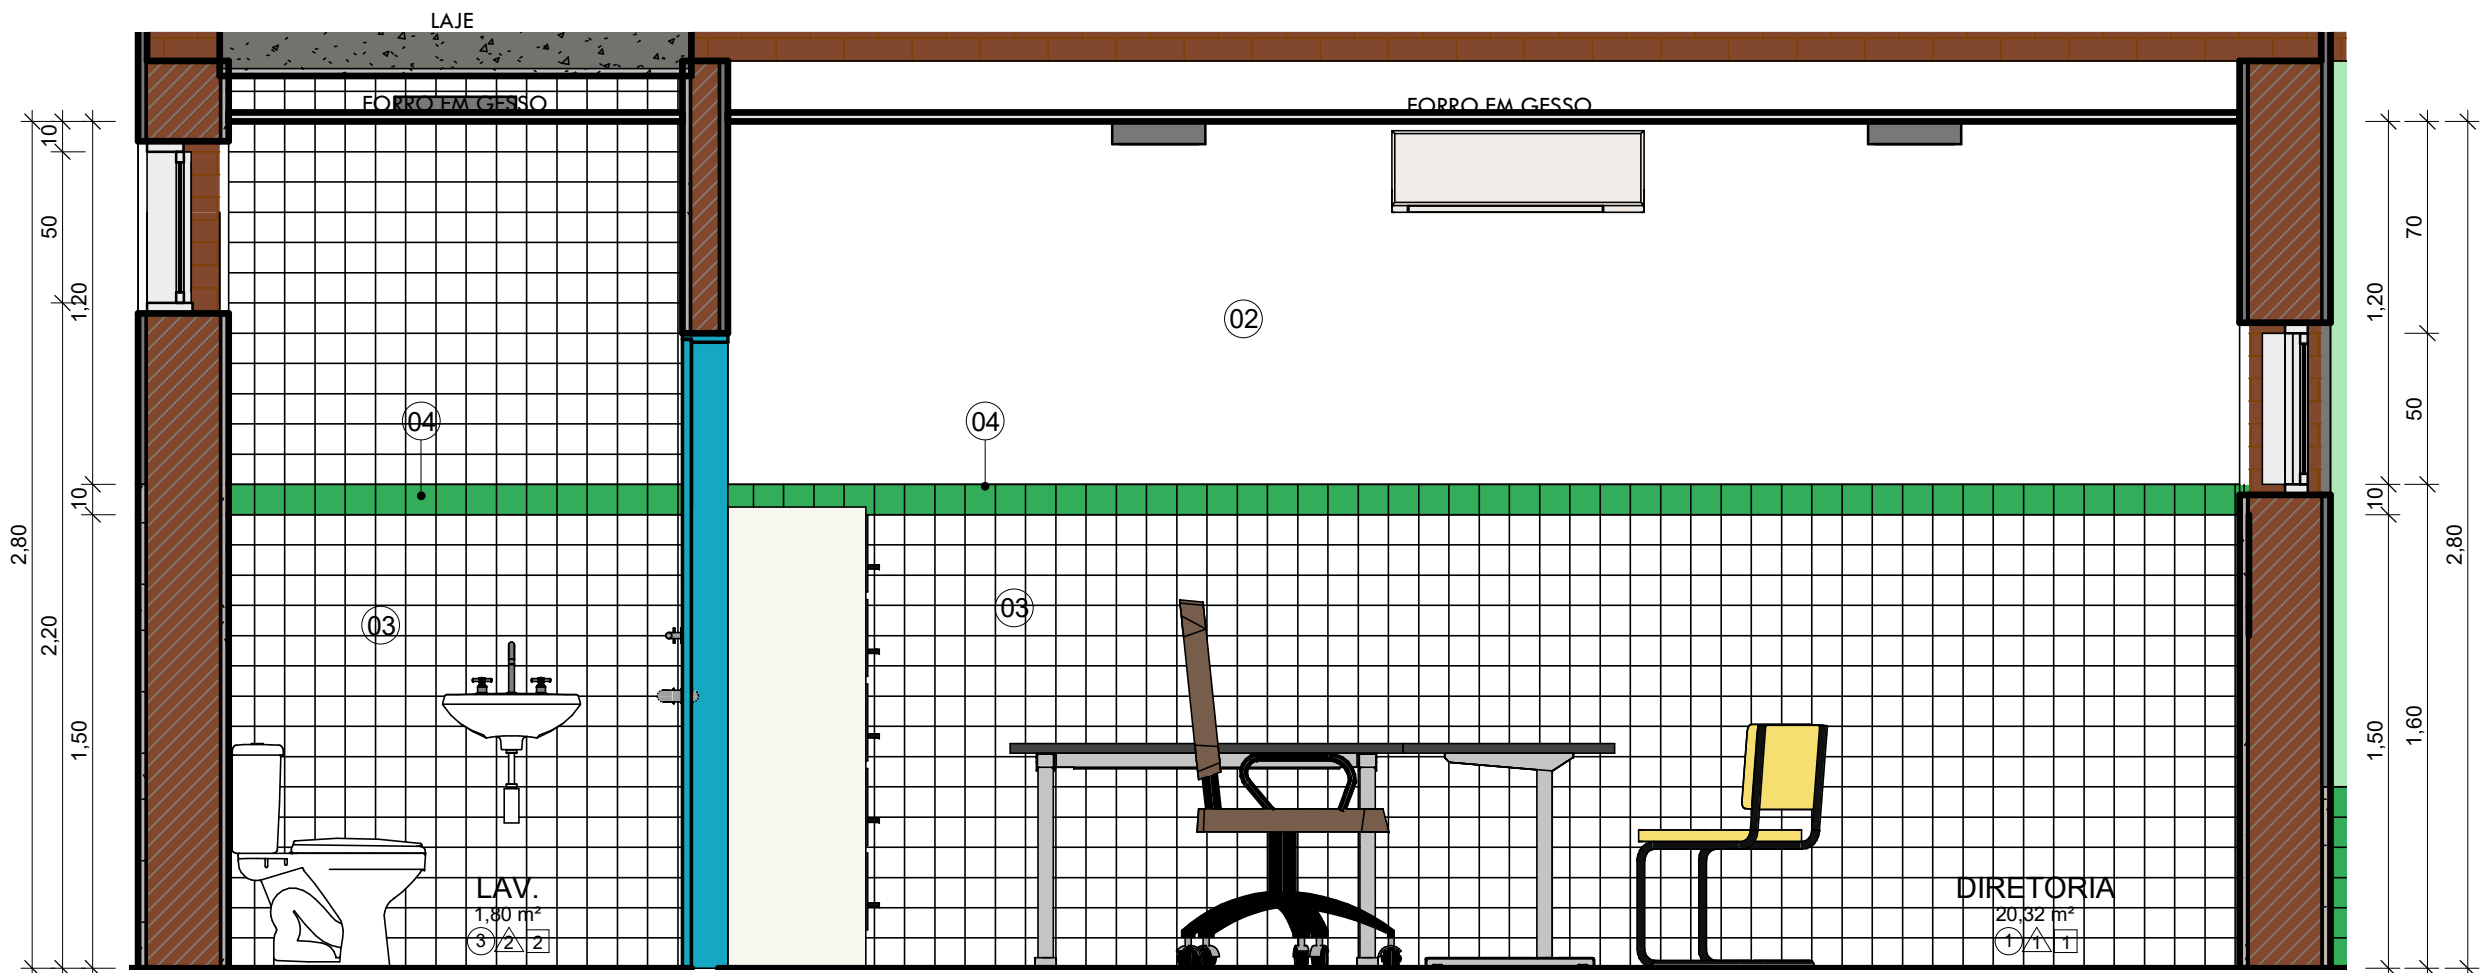 LAJE
FORRO EM GESSO
FORRO EM GESSO
10
50
1,20
10
2,80
2,20
1,50
02
04
04
03
03
70
1,20
50
10
2,80
1,60
1,50
LAV.
1,80 m²
3 2 2
DIRETORIA
20,32 m²
1 1 1